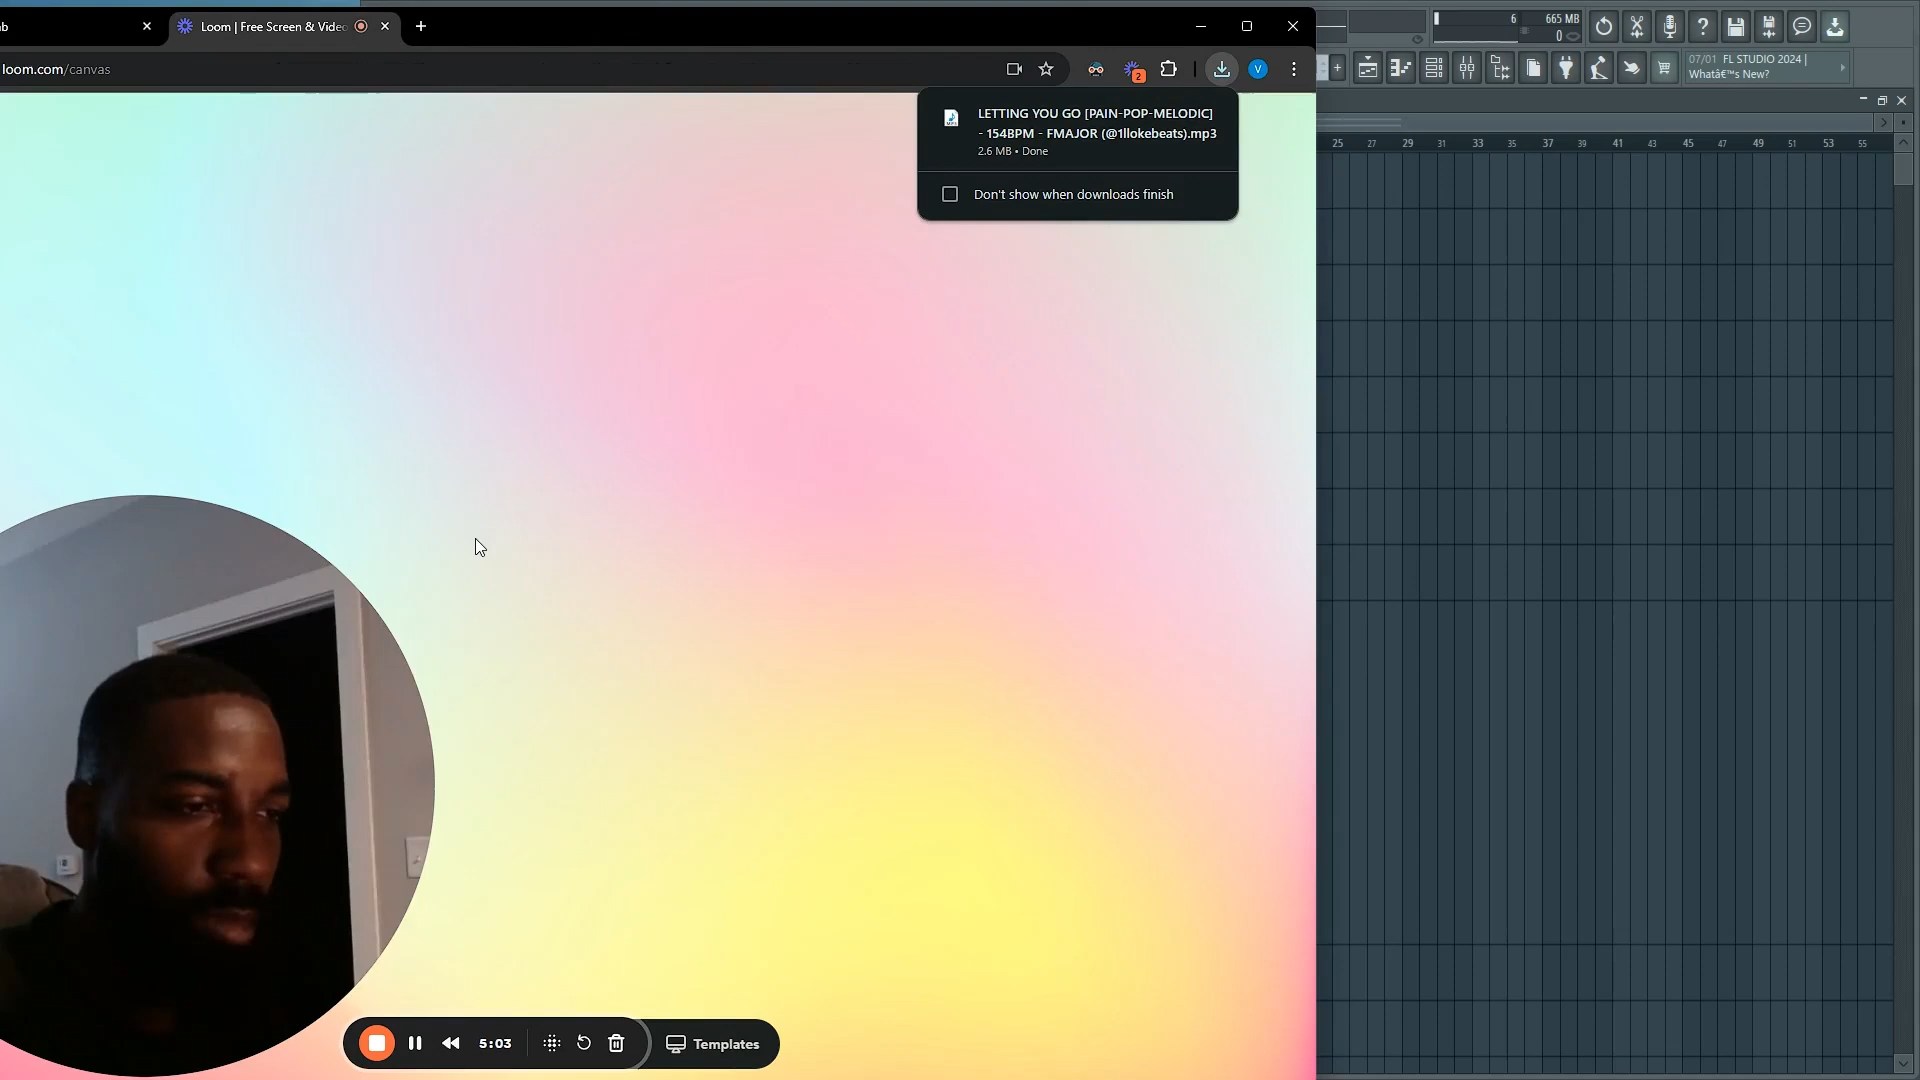 ab
Loom | Free Screen & Video
loom.com/canvas
2
V
LETTING YOU GO [PAIN-POP-MELODIC]
- 154BPM - FMAJOR (@1llokebeats).mp3
2.6 MB • Done
Don't show when downloads finish
6
665 MB
0
07/01 FL STUDIO 2024 |
Whatâ€™s New?
25 27 29 31 33 35 37 39 41 43 45 47 49 51 53 55
5:03
Templates